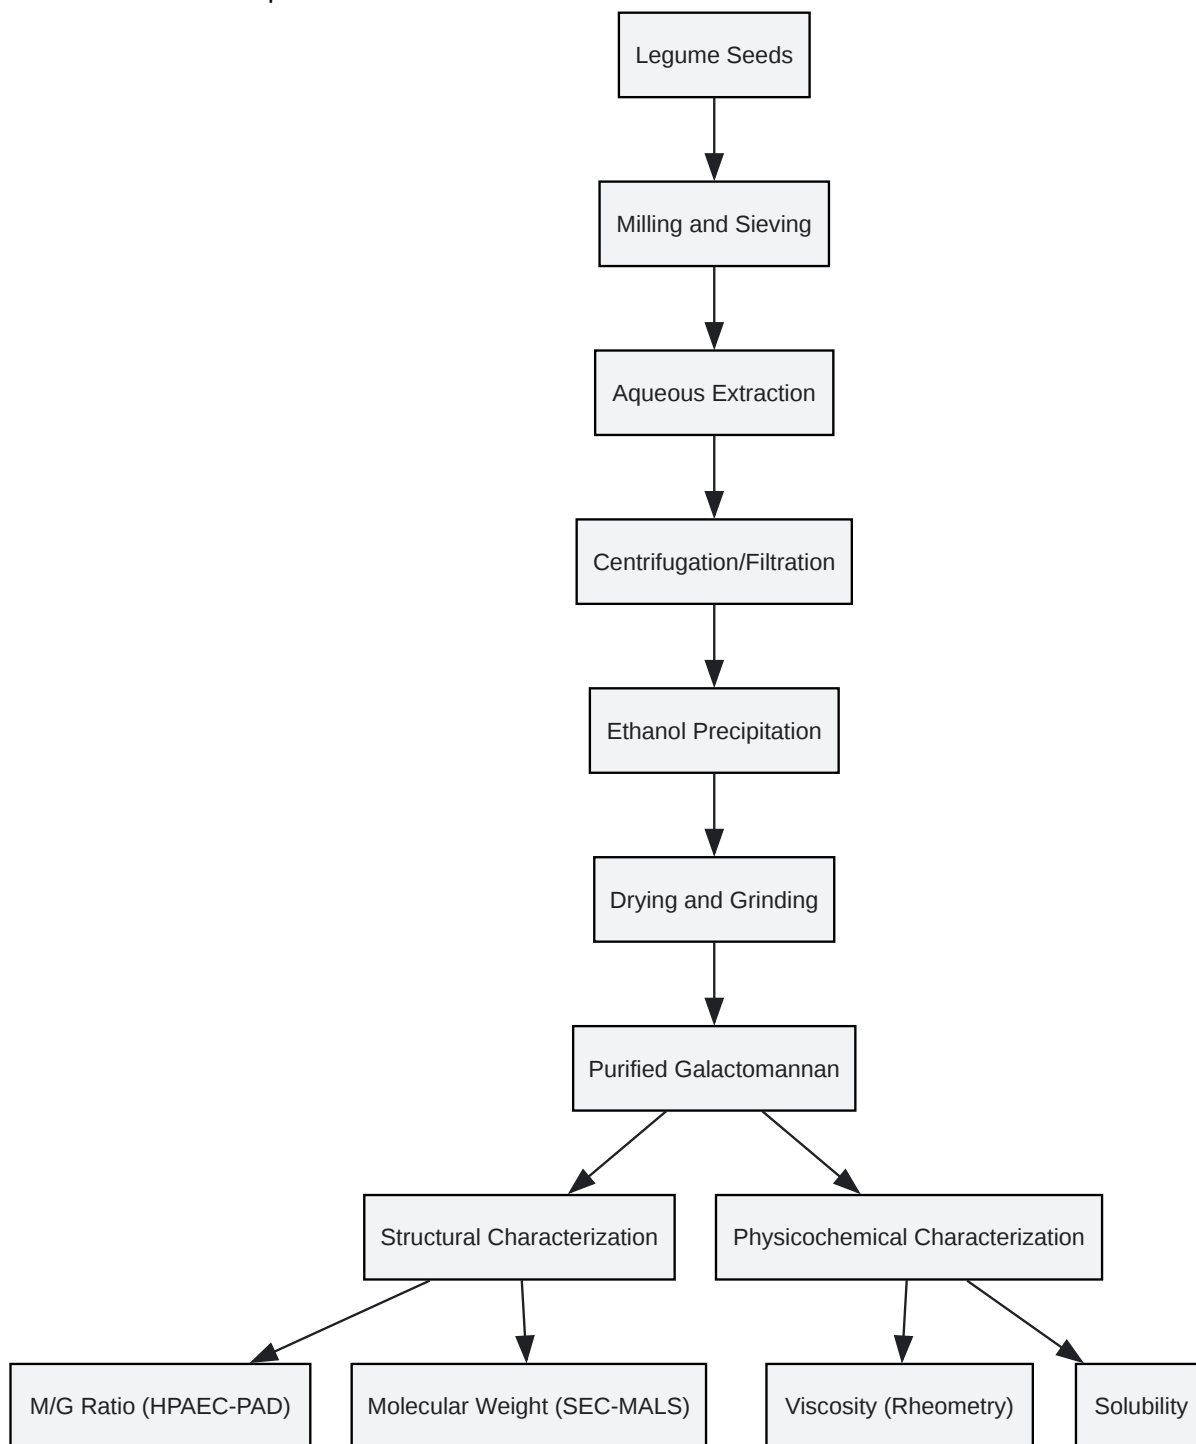 Legume Seeds
Milling and Sieving
Aqueous Extraction
Centrifugation/Filtration
Ethanol Precipitation
Drying and Grinding
Purified Galactomannan
Structural Characterization
Physicochemical Characterization
M/G Ratio (HPAEC-PAD)
Molecular Weight (SEC-MALS)
Viscosity (Rheometry)
Solubility